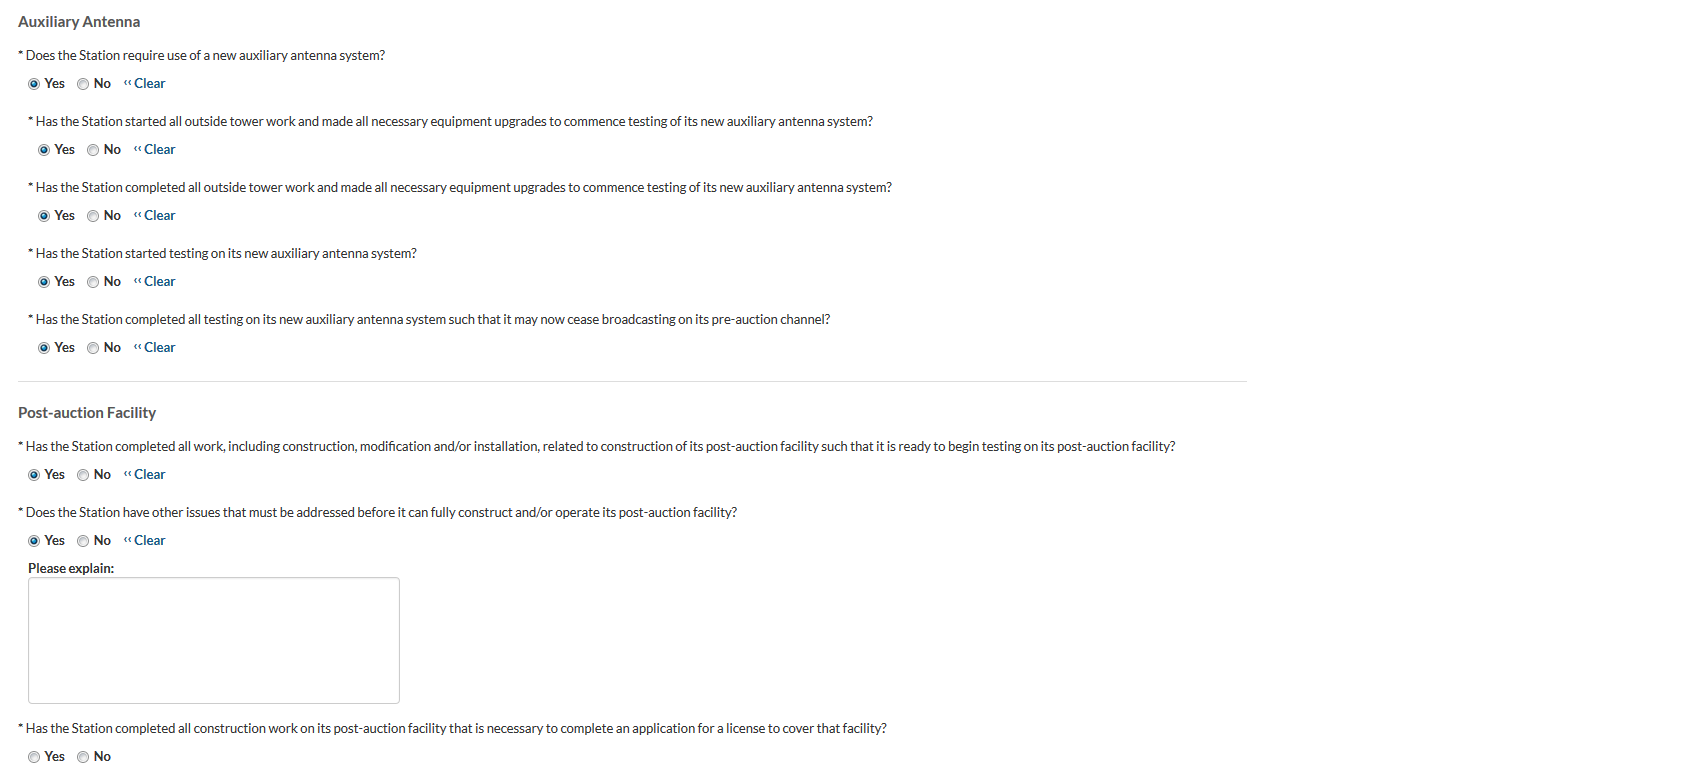 Auxiliary Antenna
* Does the Station require use of a new auxiliary antenna system?
Yes No ‹‹ Clear
* Has the Station started all outside tower work and made all necessary equipment upgrades to commence testing of its new auxiliary antenna system?
Yes No ‹‹ Clear
* Has the Station completed all outside tower work and made all necessary equipment upgrades to commence testing of its new auxiliary antenna system?
Yes No ‹‹ Clear
* Has the Station started testing on its new auxiliary antenna system?
Yes No ‹‹ Clear
* Has the Station completed all testing on its new auxiliary antenna system such that it may now cease broadcasting on its pre-auction channel?
Yes No ‹‹ Clear
Post-auction Facility
* Has the Station completed all work, including construction, modification and/or installation, related to construction of its post-auction facility such that it is ready to begin testing on its post-auction facility?
Yes No ‹‹ Clear
* Does the Station have other issues that must be addressed before it can fully construct and/or operate its post-auction facility?
Yes No ‹‹ Clear
Please explain:
* Has the Station completed all construction work on its post-auction facility that is necessary to complete an application for a license to cover that facility?
Yes No